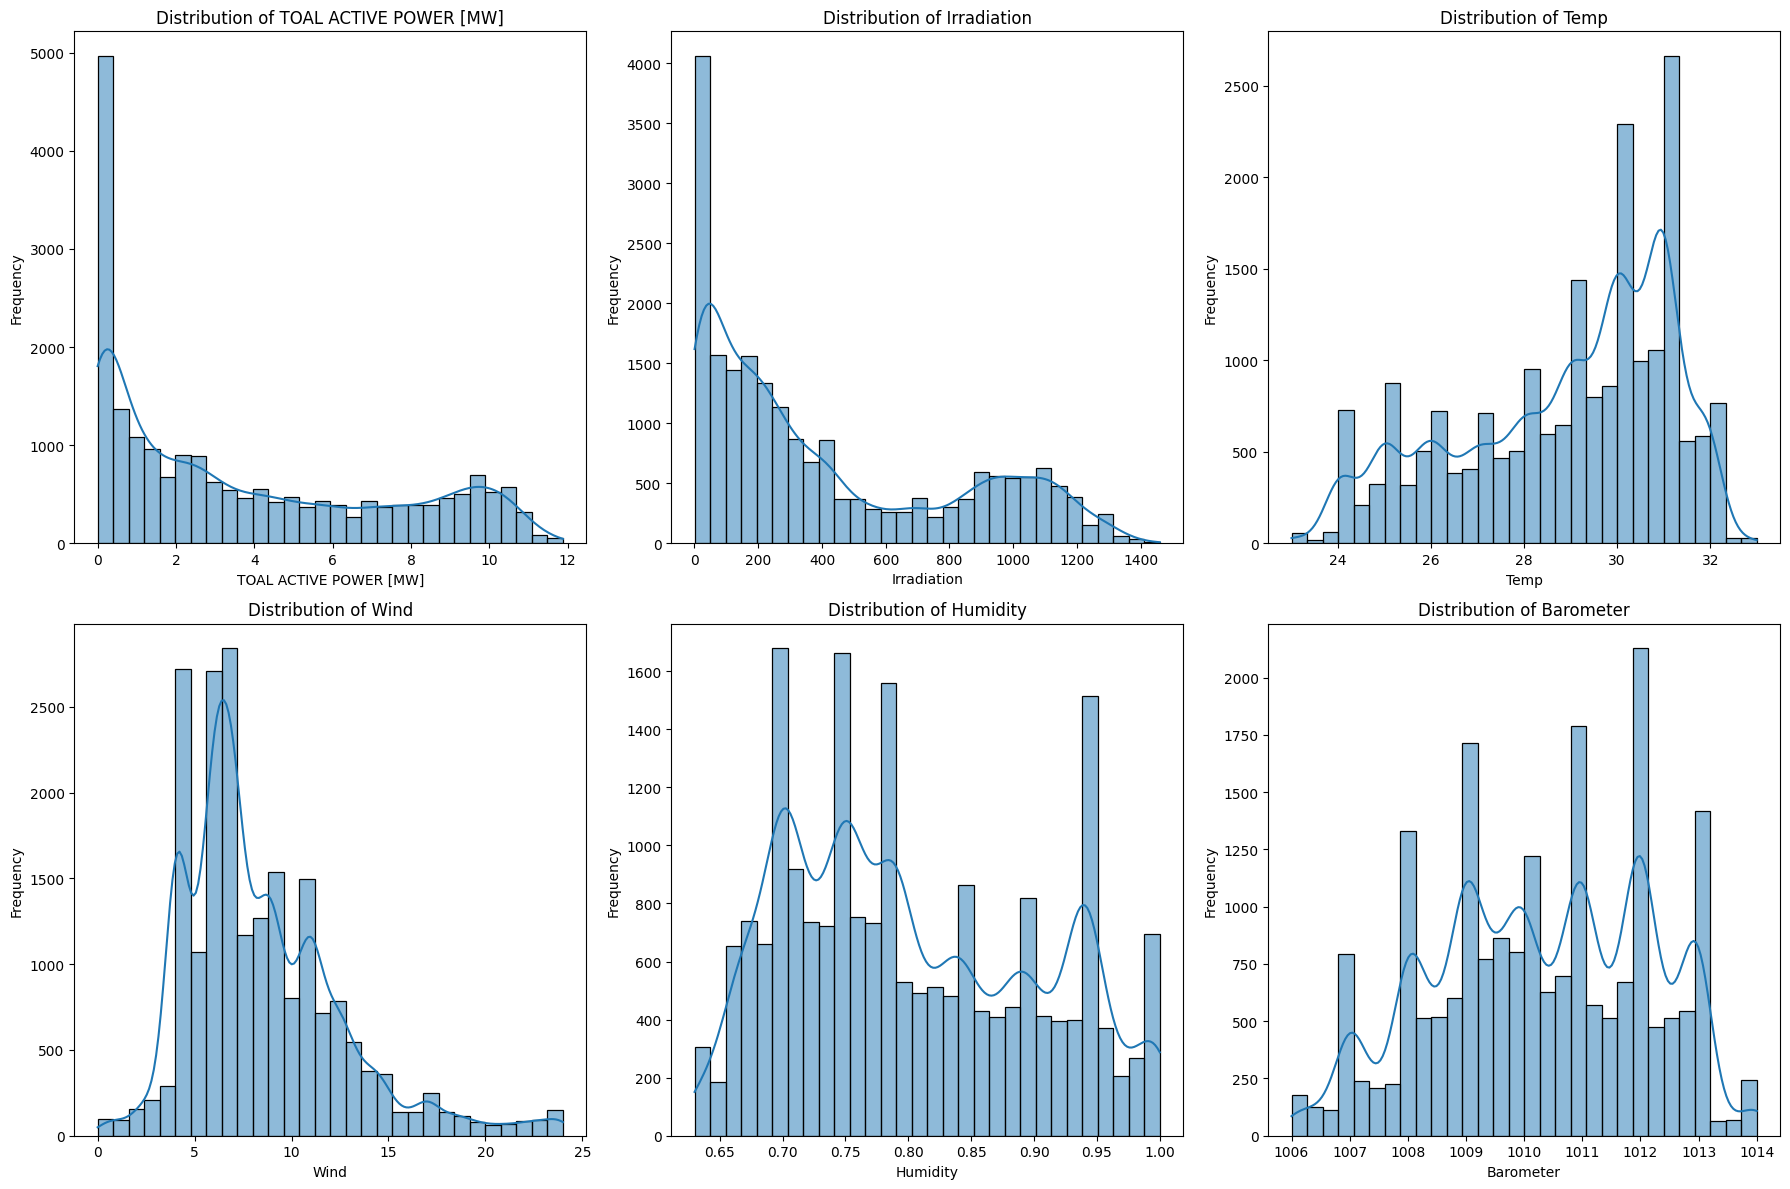 Distribution of TOAL ACTIVE POWER [MW]
Frequency
5000
4000
3000
2000
1000
0
0 2 4 6 8 10 12
TOAL ACTIVE POWER [MW]
Distribution of Irradiation
Frequency
4000
3500
3000
2500
2000
1500
1000
500
0
0 200 400 600 800 1000 1200 1400
Irradiation
Distribution of Temp
Frequency
2500
2000
1500
1000
500
0
24 26 28 30 32
Temp
Distribution of Wind
Frequency
2500
2000
1500
1000
500
0
0 5 10 15 20 25
Wind
Distribution of Humidity
Frequency
1600
1400
1200
1000
800
600
400
200
0
0.65 0.70 0.75 0.80 0.85 0.90 0.95 1.00
Humidity
Distribution of Barometer
Frequency
2000
1750
1500
1250
1000
750
500
250
0
1006 1007 1008 1009 1010 1011 1012 1013 1014
Barometer